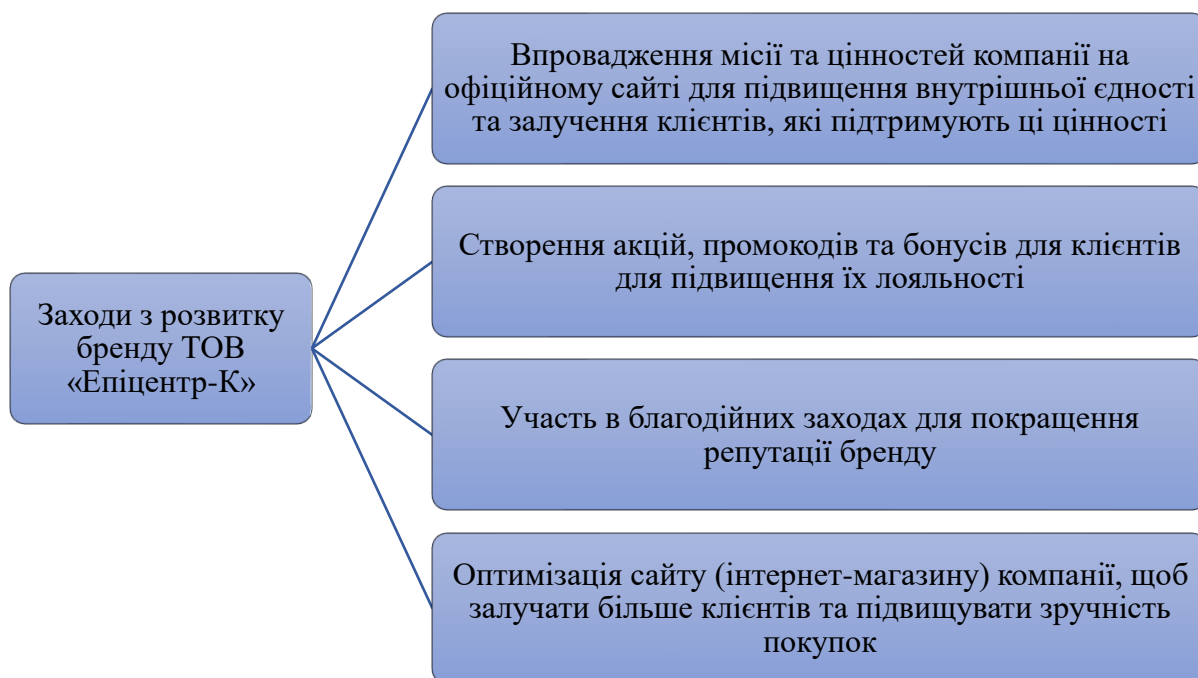 Впровадження місії та цінностей компанії на
офіційному сайті для підвищення внутрішньої єдності
та залучення клієнтів, які підтримують ці цінності
Створення акцій, промокодів та бонусів для клієнтів
для підвищення їх лояльності
Заходи з розвитку
бренду ТОВ
«Епіцентр-К»
Участь в благодійних заходах для покращення
репутації бренду
Оптимізація сайту (інтернет-магазину) компанії, щоб
залучати більше клієнтів та підвищувати зручність
покупок